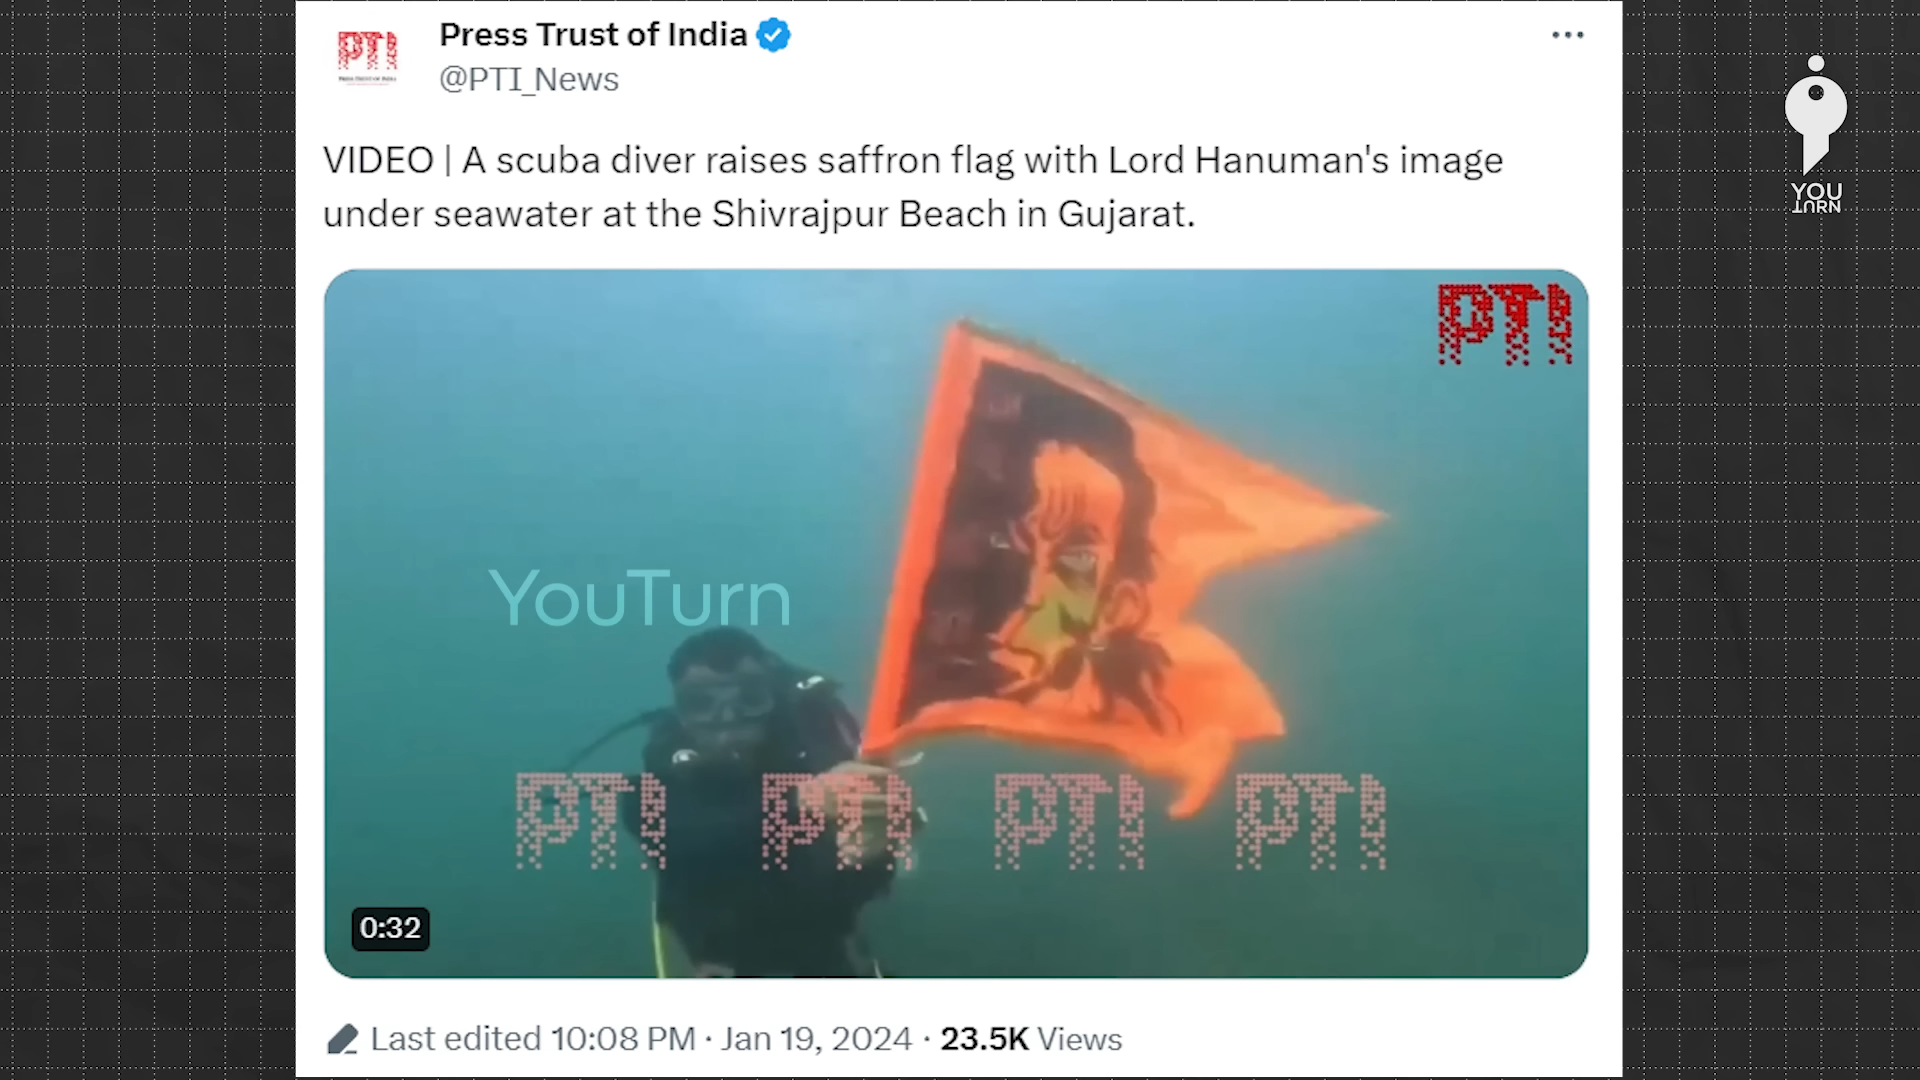 PTI
Press Trust of India
@PTI_News
YOU
TURN
VIDEO | A scuba diver raises saffron flag with Lord Hanuman's image
under seawater at the Shivrajpur Beach in Gujarat.
PTI
YouTurn
PTI PTI PTI PTI
0:32
Last edited 10:08 PM · Jan 19, 2024 · 23.5K Views